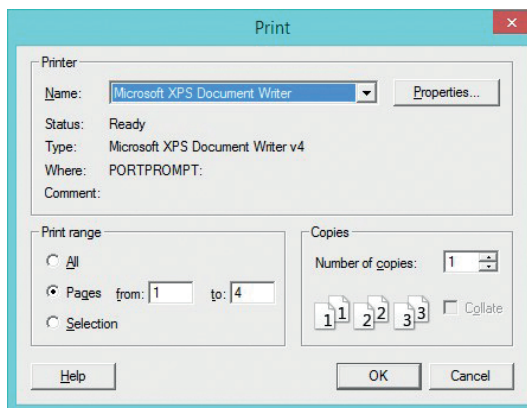 Print
Printer
Name: Microsoft XPS Document Writer Properties...
Status: Ready
Type: Microsoft XPS Document Writer v4
Where: PORTPROMPT:
Comment:
Print range
All
Pages from: 1 to: 4
Selection
Copies
Number of copies: 1
1 1 2 2 3 3 Collate
Help OK Cancel